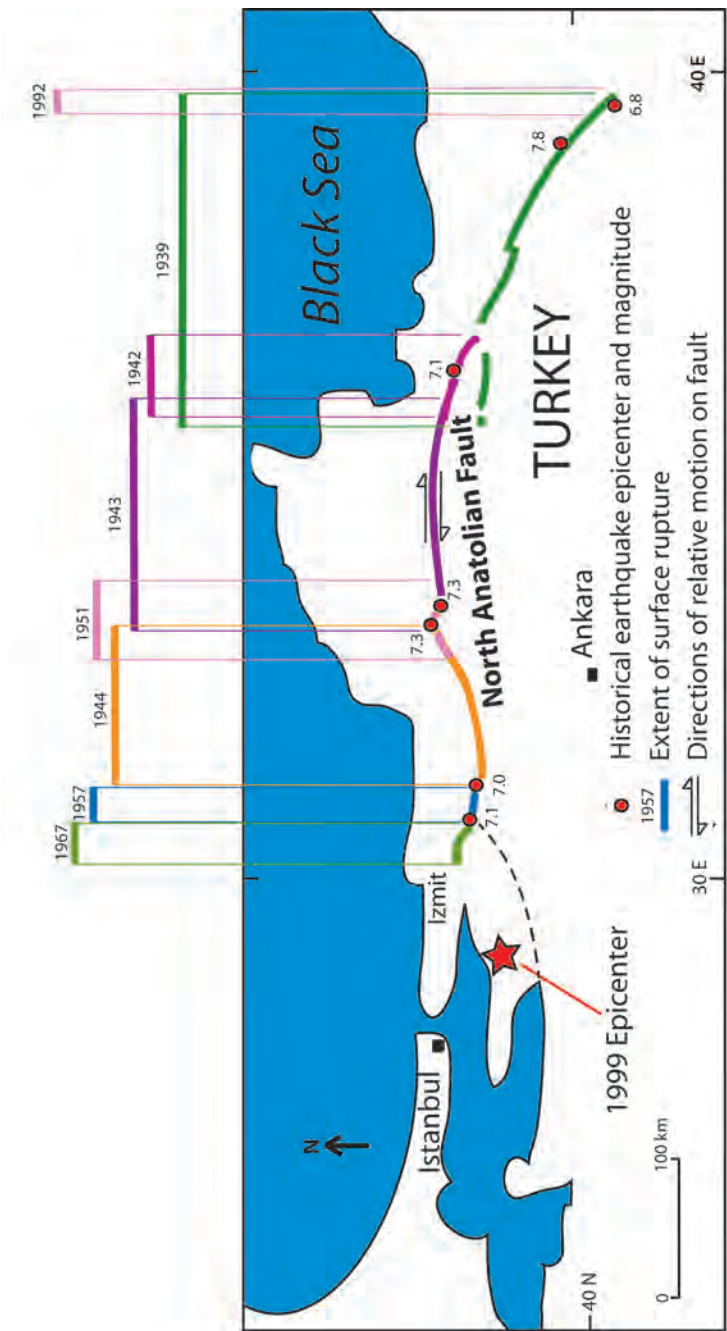 1992
1939
1942
1943
1951
1944
1957
1967
N
Black Sea
Istanbul
Izmit
7.1
7.0
7.3
7.3
7.1
7.8
6.8
North Anatolian Fault
TURKEY
Ankara
1999 Epicenter
Historical earthquake epicenter and magnitude
1957
Extent of surface rupture
Directions of relative motion on fault
0
100 km
40 N
30 E
40 E